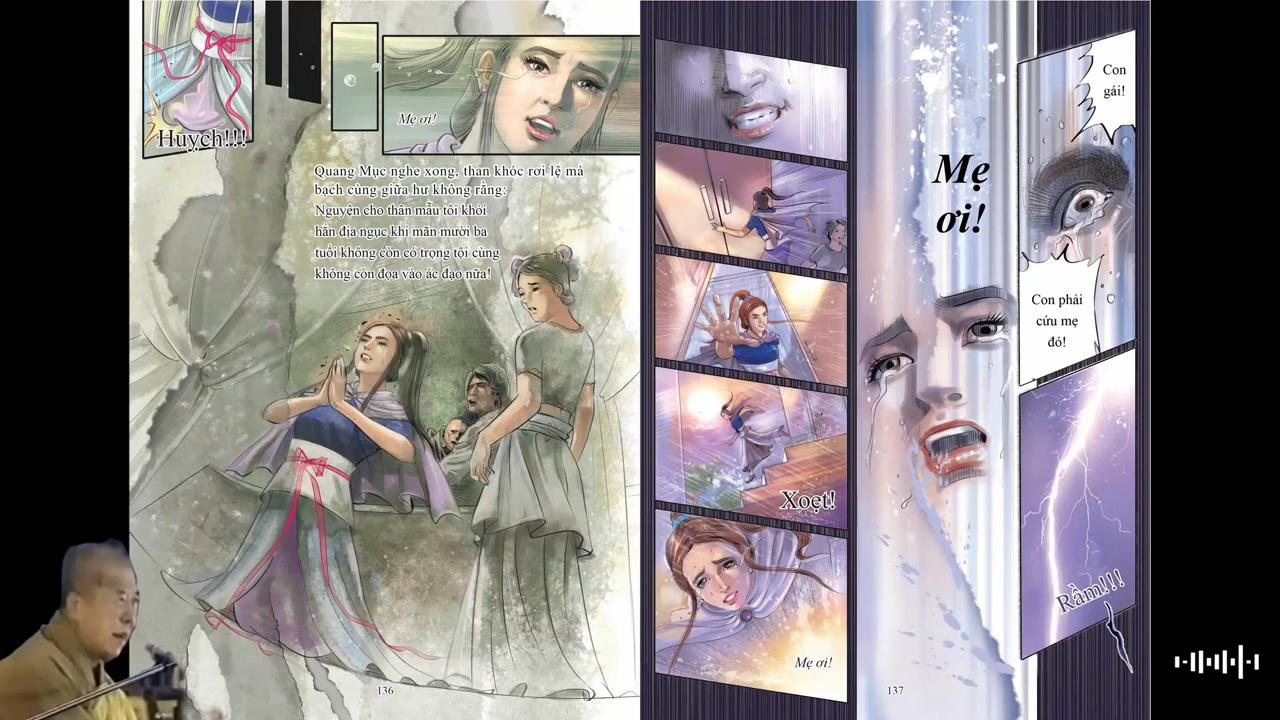 Huỵch!!!
Mẹ ơi!
Quang Mục nghe xong, than khóc rơi lệ mà
bạch cùng giữa hư không rằng:
Nguyện cho thân mẫu tôi khỏi
hẳn địa ngục khi mãn mười ba
tuổi không còn có trọng tội cùng
không còn đọa vào ác đạo nữa!
136
Xoẹt!
Mẹ ơi!
Mẹ
ơi!
Con
gái!
Con phải
cứu mẹ
đó!
Rầm!!!
137